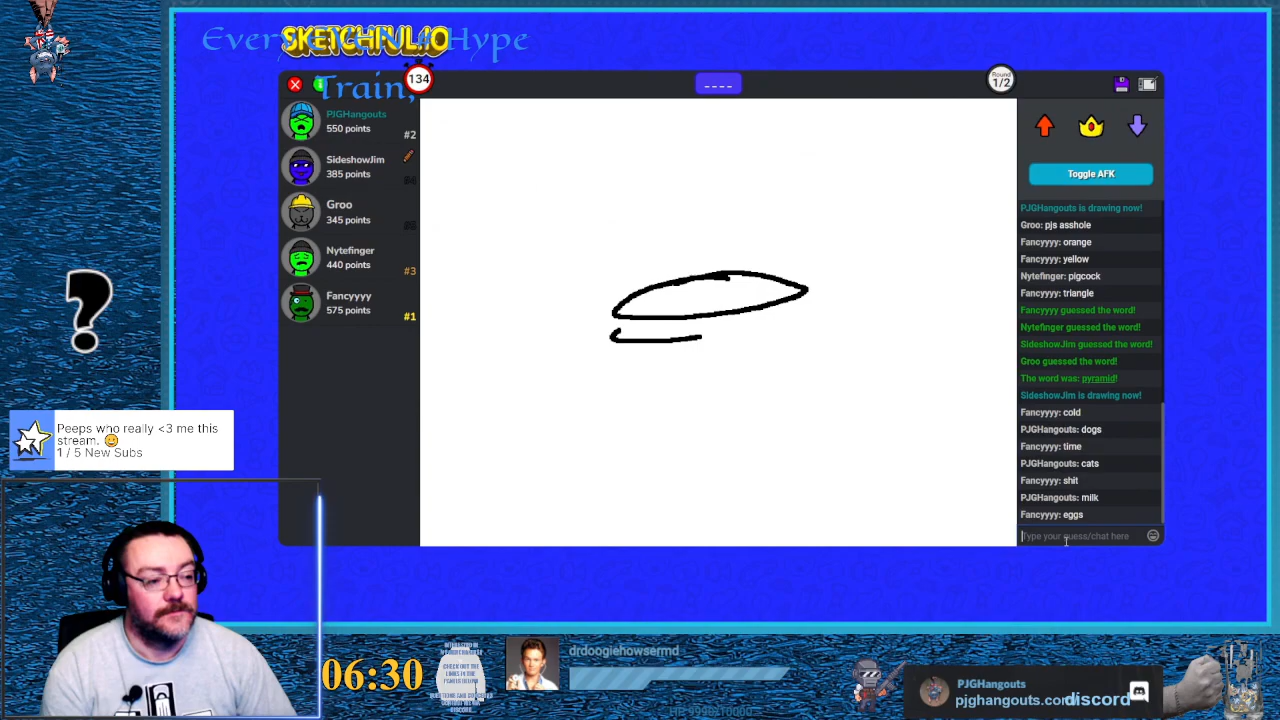 Every
Hype
SKETCHFUL.IO
Train,
134
_ _ _ _
Round
1/2
PJGHangouts
550 points
#2
SideshowJim
385 points
Groo
345 points
Nytefinger
440 points
#3
Fancyyyy
575 points
#1
Toggle AFK
PJGHangouts is drawing now!
Groo: pjs asshole
Fancyyyy: orange
Fancyyyy: yellow
Nytefinger: pigcock
Fancyyyy: triangle
Fancyyyy guessed the word!
Nytefinger guessed the word!
SideshowJim guessed the word!
Groo guessed the word!
The word was: pyramid!
SideshowJim is drawing now!
Fancyyyy: cold
PJGHangouts: dogs
Fancyyyy: time
PJGHangouts: cats
Fancyyyy: shit
PJGHangouts: milk
Fancyyyy: eggs
Type your guess/chat here
?
Peeps who really <3 me this
stream. 😀
1 / 5 New Subs
06:30
drdoogiehowsermd
PJGHangouts
pjghangouts.com
discord